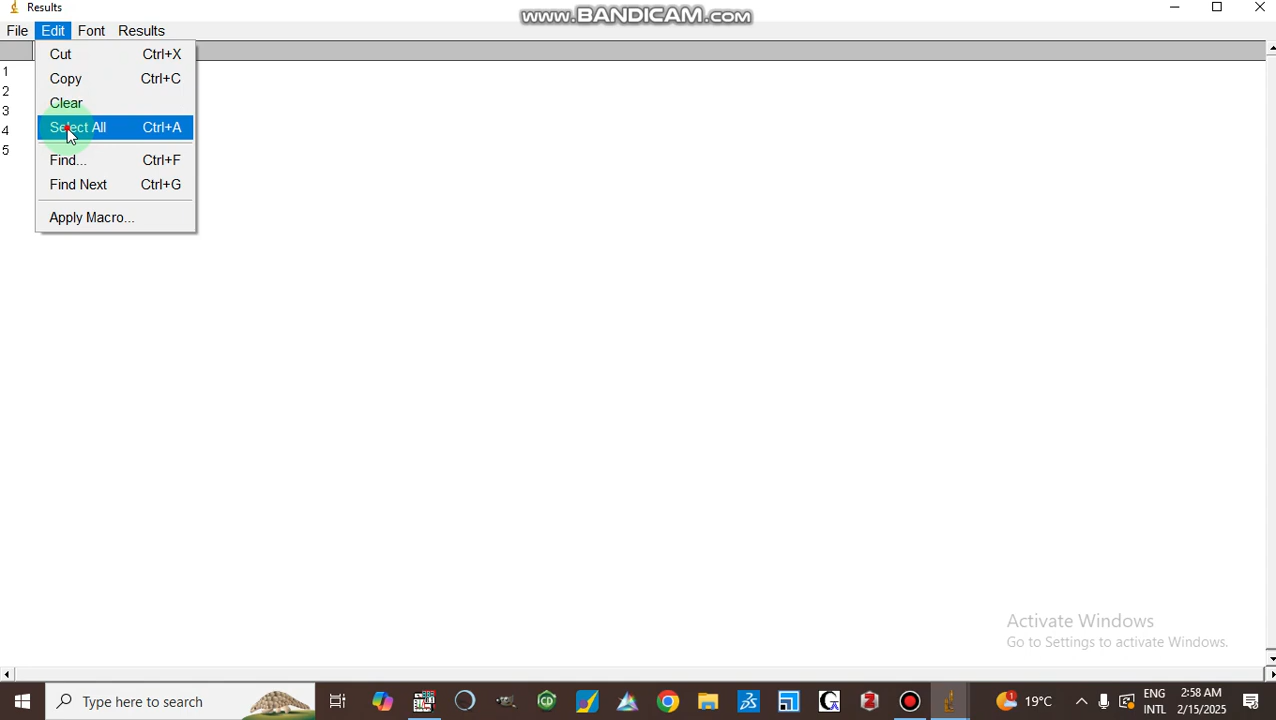 Results
www.BANDICAM.com
File Edit Font Results
Cut Ctrl+X
Copy Ctrl+C
Clear
Select All Ctrl+A
Find... Ctrl+F
Find Next Ctrl+G
Apply Macro...
1
2
3
4
5
Activate Windows
Go to Settings to activate Windows.
Type here to search
1
19°C
ENG
INTL
2:58 AM
2/15/2025